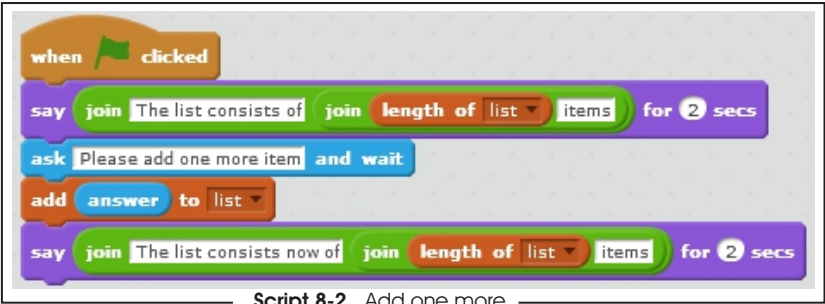 when clicked
say join The list consists of join length of list items for 2 secs
ask Please add one more item and wait
add answer to list
say join The list consists now of join length of list items for 2 secs
Script 8-2 Add one more